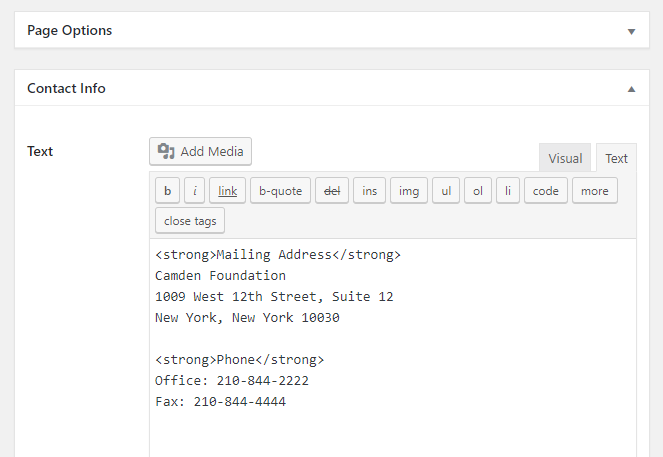 Page Options
Contact Info
Text
Add Media
Visual Text
b i link b-quote del ins img ul ol li code more
close tags
<strong>Mailing Address</strong>
Camden Foundation
1009 West 12th Street, Suite 12
New York, New York 10030
<strong>Phone</strong>
Office: 210-844-2222
Fax: 210-844-4444